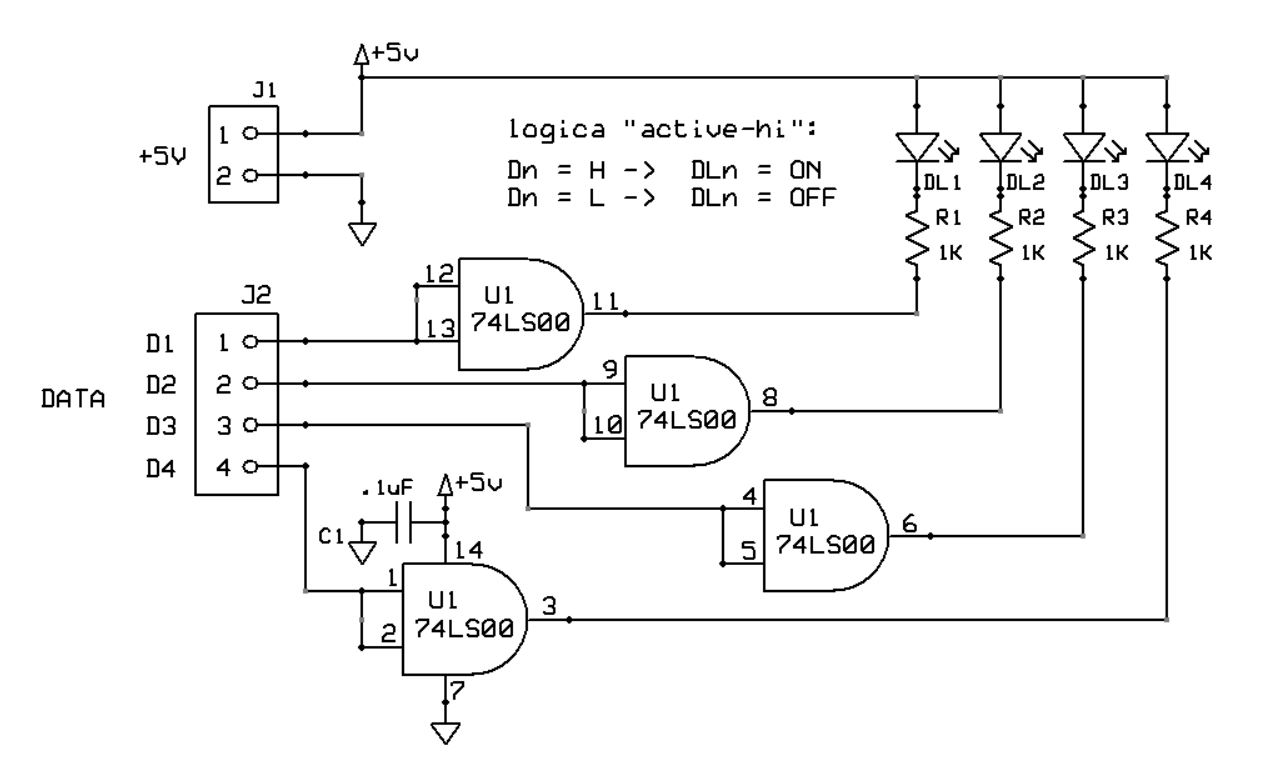 +5v
J1
+5V
1
2
logica "active-hi":
Dn = H -> DLn = ON
Dn = L -> DLn = OFF
DL1 DL2 DL3 DL4
R1 R2 R3 R4
1K 1K 1K 1K
J2
DATA
D1 1
D2 2
D3 3
D4 4
12
13
U1
74LS00
11
9
10
U1
74LS00
8
4
5
U1
74LS00
6
.1uF
+5v
C1
14
1
2
U1
74LS00
3
7